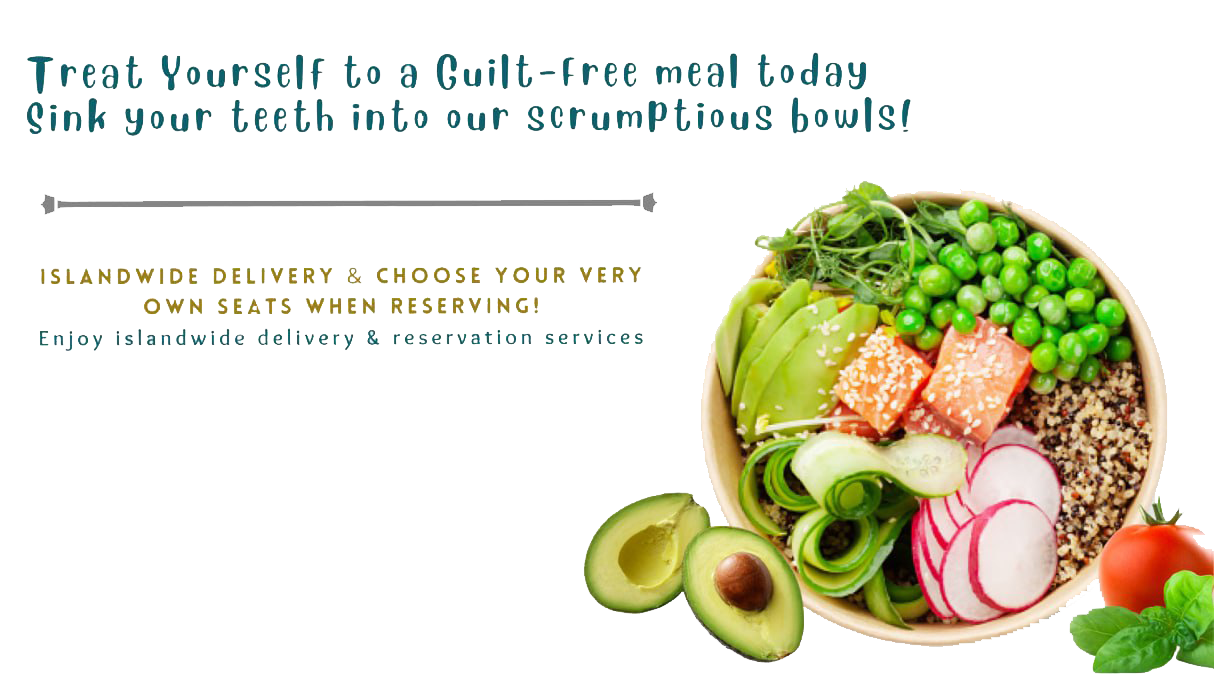 Treat Yourself to a Guilt-free meal today
Sink your teeth into our scrumptious bowls!
ISLANDWIDE DELIVERY & CHOOSE YOUR VERY
OWN SEATS WHEN RESERVING!
Enjoy islandwide delivery & reservation services